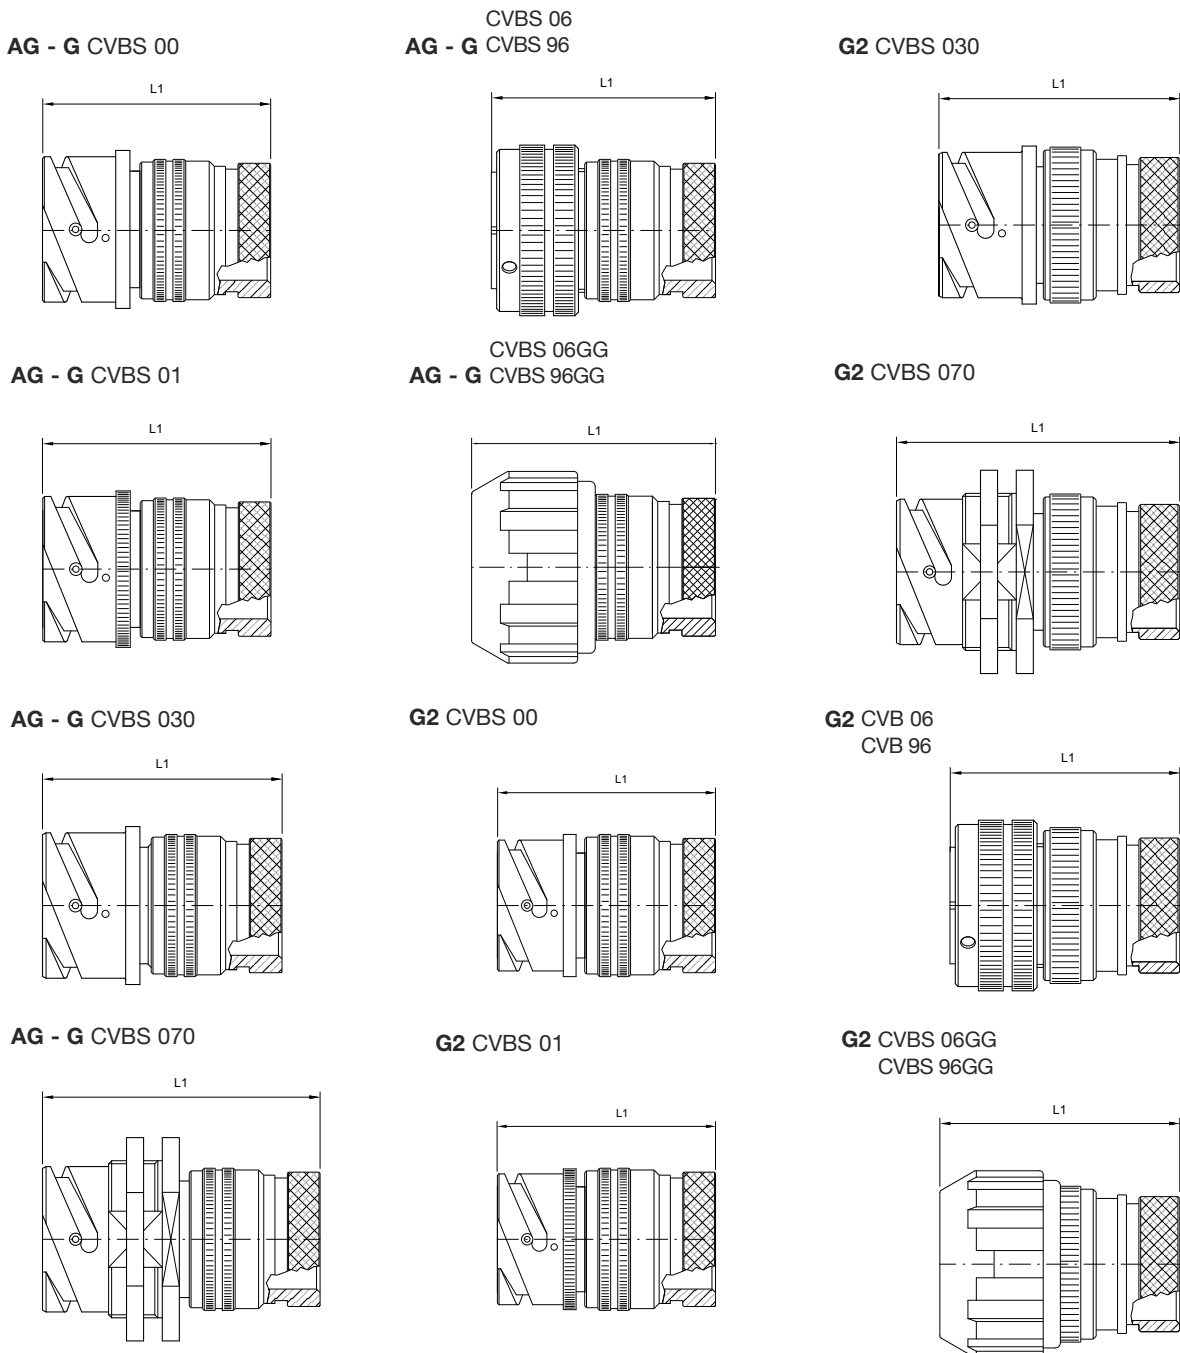 AG - G CVBS 00
L1
CVBS 06
AG - G CVBS 96
L1
G2 CVBS 030
L1
AG - G CVBS 01
L1
CVBS 06GG
AG - G CVBS 96GG
L1
G2 CVBS 070
L1
AG - G CVBS 030
L1
G2 CVBS 00
L1
G2 CVB 06
CVB 96
L1
AG - G CVBS 070
L1
G2 CVBS 01
L1
G2 CVBS 06GG
CVBS 96GG
L1